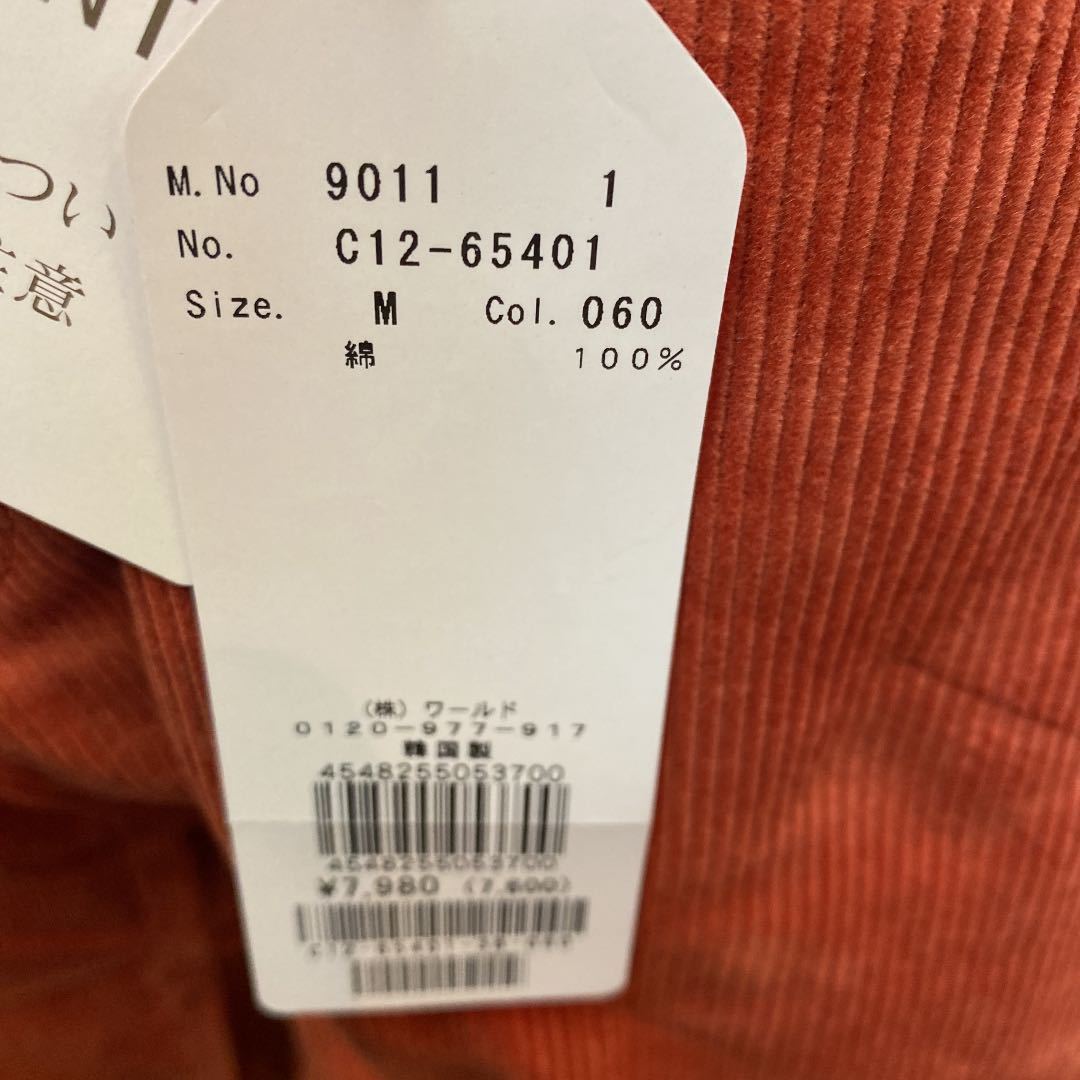 NT
つい
注意
M.No 9011 1
No. C12-65401
Size. M Col. 060
綿 100%
(株) ワールド
0120-977-917
韓国製
4548255053700
4548255053700
¥7,980 (7,600)